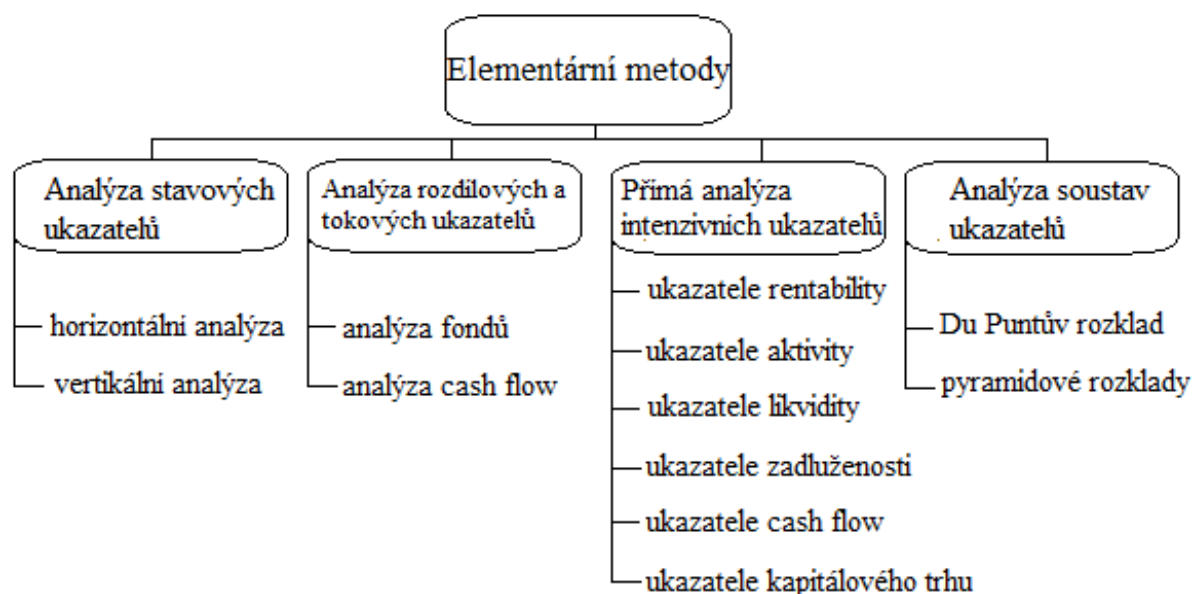 Elementární metody
Analýza stavových
ukazatelů
horizontální analýza
vertikální analýza
Analýza rozdilových a
tokových ukazatelů
analýza fondů
analýza cash flow
Přímá analýza
intenzivních ukazatelů
ukazatele rentability
ukazatele aktivity
ukazatele likvidity
ukazatele zadluženosti
ukazatele cash flow
ukazatele kapitálového trhu
Analýza soustav
ukazatelů
Du Puntův rozklad
pyramidové rozklady